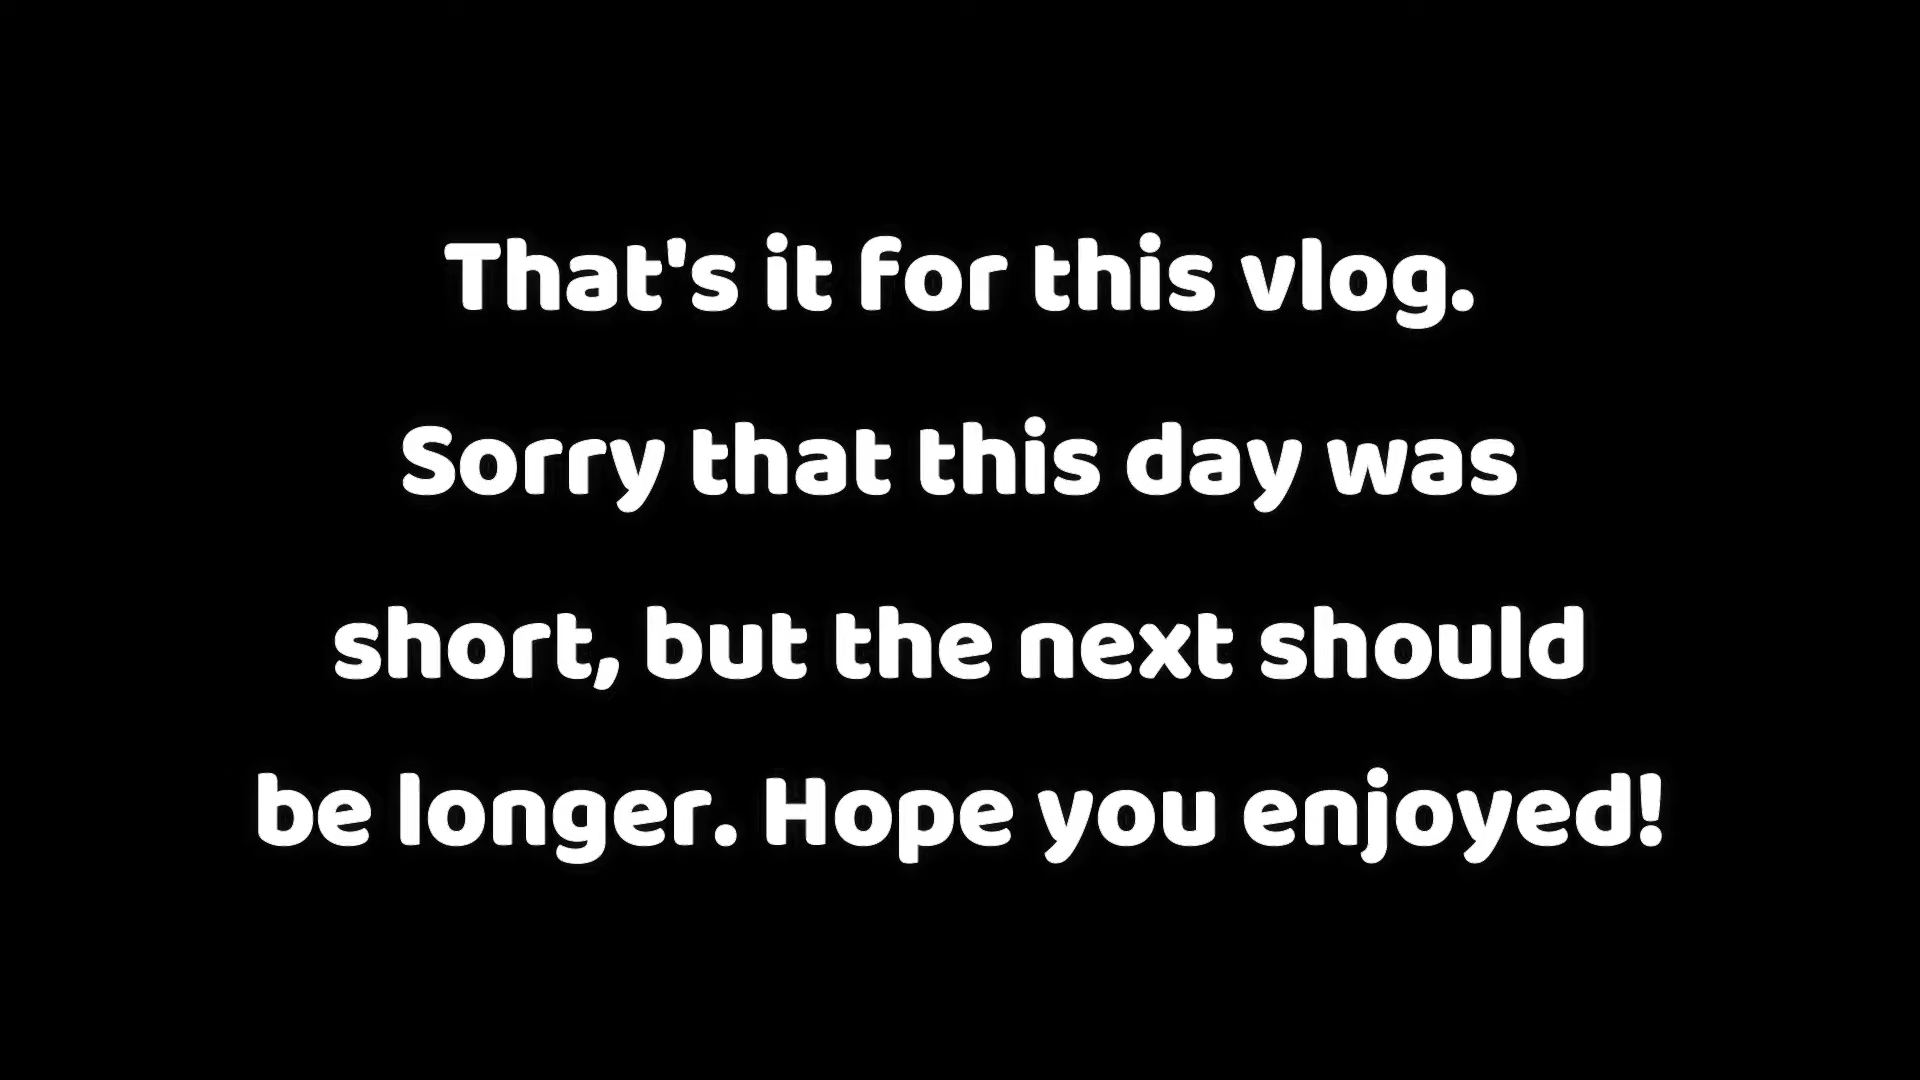 That's it for this vlog.
Sorry that this day was
short, but the next should
be longer. Hope you enjoyed!